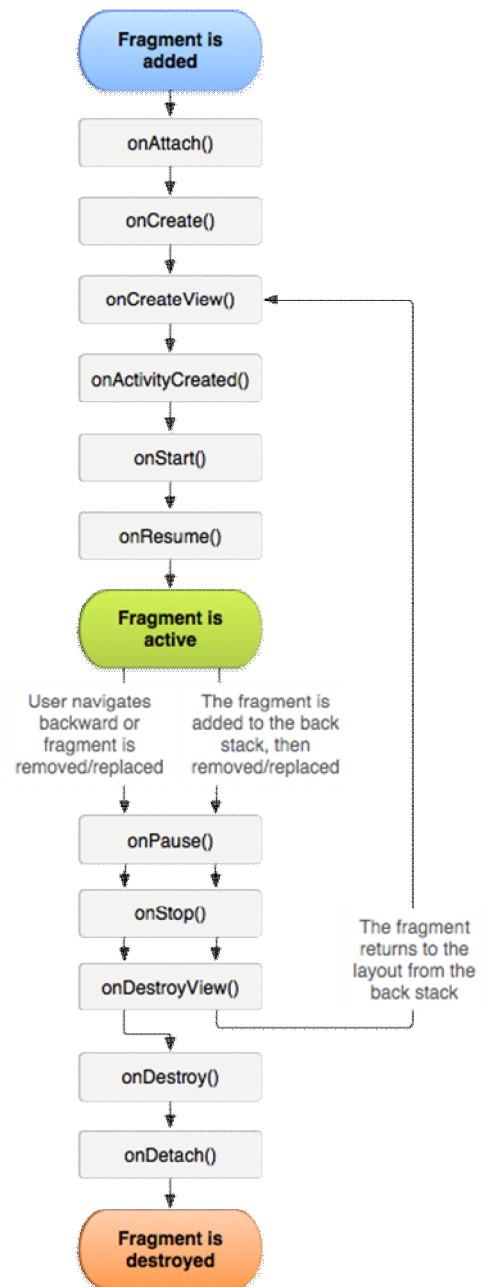 Fragment is
added
onAttach()
onCreate()
onCreateView()
onActivityCreated()
onStart()
onResume()
Fragment is
active
User navigates
backward or
fragment is
removed/replaced
The fragment is
added to the back
stack, then
removed/replaced
onPause()
onStop()
onDestroyView()
The fragment
returns to the
layout from the
back stack
onDestroy()
onDetach()
Fragment is
destroyed